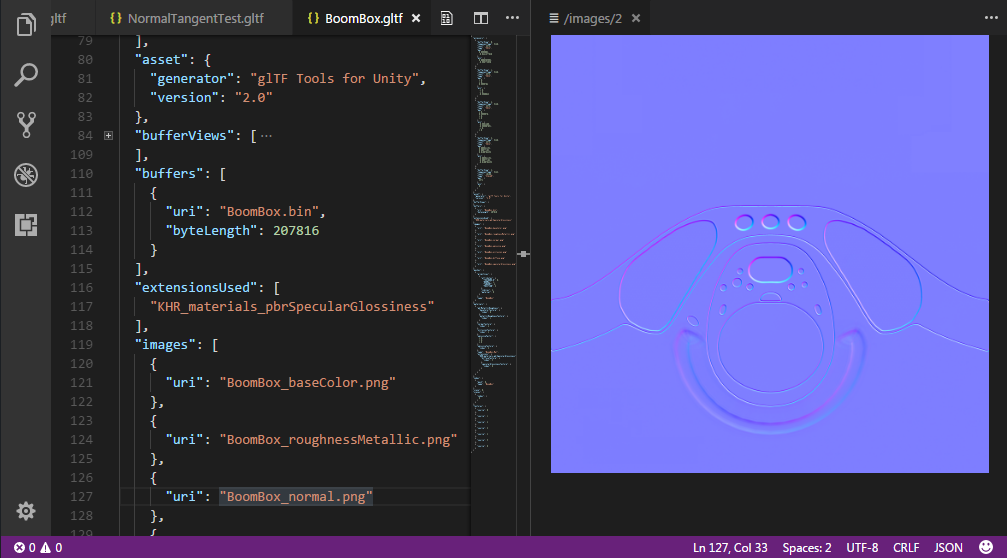 gltf
{} NormalTangentTest.gltf
{} BoomBox.gltf
/images/2
79 ],
80 "asset": {
81 "generator": "glTF Tools for Unity",
82 "version": "2.0"
83 },
84 "bufferViews": [ ...
109 ],
110 "buffers": [
111 {
112 "uri": "BoomBox.bin",
113 "byteLength": 207816
114 }
115 ],
116 "extensionsUsed": [
117 "KHR_materials_pbrSpecularGlossiness"
118 ],
119 "images": [
120 {
121 "uri": "BoomBox_baseColor.png"
122 },
123 {
124 "uri": "BoomBox_roughnessMetallic.png"
125 },
126 {
127 "uri": "BoomBox_normal.png"
128 },
129 {
0 0
Ln 127, Col 33 Spaces: 2 UTF-8 CRLF JSON